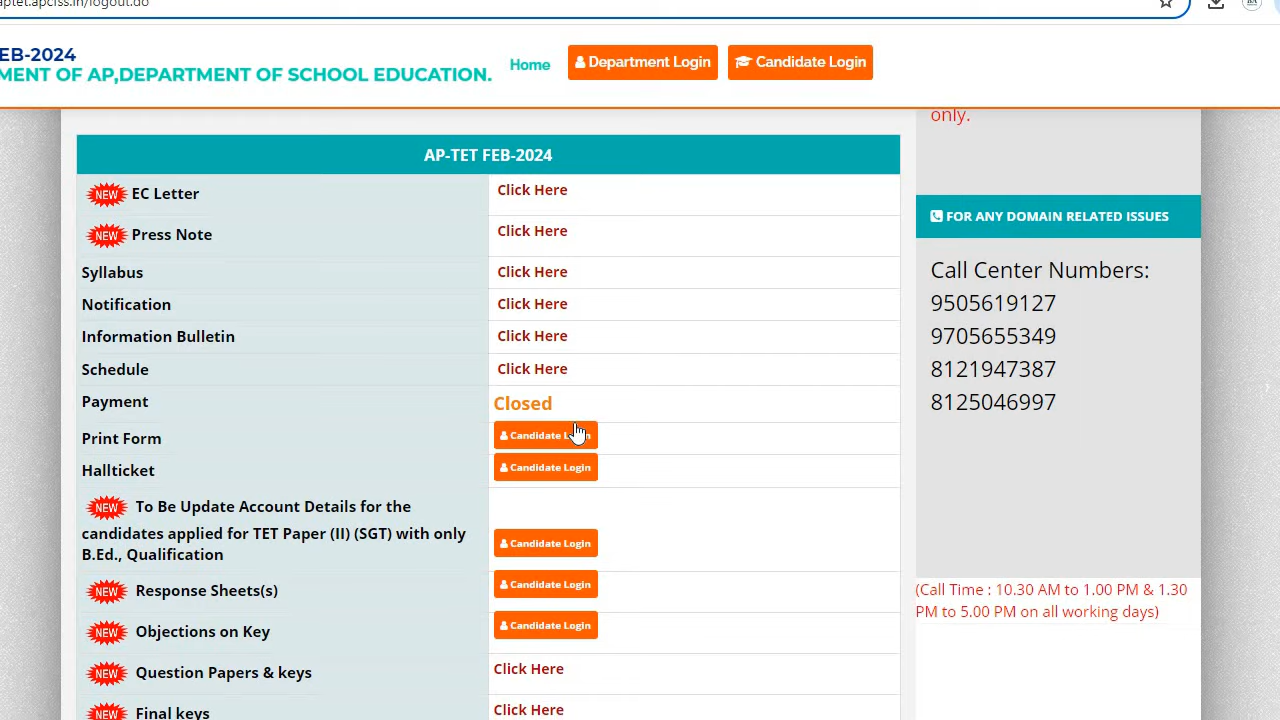 aptet.apcfss.in/logout.do
EB-2024
MENT OF AP,DEPARTMENT OF SCHOOL EDUCATION.
Home
Department Login
Candidate Login
only.
AP-TET FEB-2024
NEW EC Letter Click Here
NEW Press Note Click Here
Syllabus Click Here
Notification Click Here
Information Bulletin Click Here
Schedule Click Here
Payment Closed
Print Form Candidate Login
Hallticket Candidate Login
NEW To Be Update Account Details for the
candidates applied for TET Paper (II) (SGT) with only
B.Ed., Qualification
Candidate Login
NEW Response Sheets(s) Candidate Login
NEW Objections on Key Candidate Login
NEW Question Papers & keys Click Here
NEW Final keys Click Here
FOR ANY DOMAIN RELATED ISSUES
Call Center Numbers:
9505619127
9705655349
8121947387
8125046997
(Call Time : 10.30 AM to 1.00 PM & 1.30
PM to 5.00 PM on all working days)